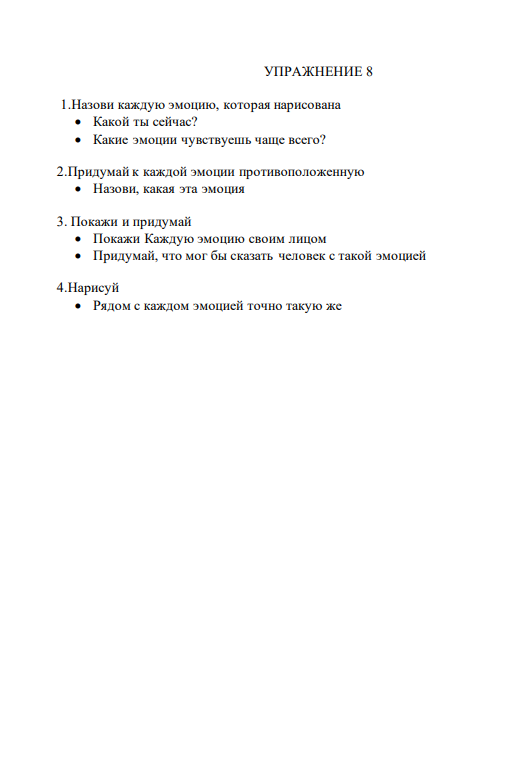 УПРАЖНЕНИЕ 8
1.Назови каждую эмоцию, которая нарисована
• Какой ты сейчас?
• Какие эмоции чувствуешь чаще всего?
2.Придумай к каждой эмоции противоположенную
• Назови, какая эта эмоция
3. Покажи и придумай
• Покажи Каждую эмоцию своим лицом
• Придумай, что мог бы сказать человек с такой эмоцией
4.Нарисуй
• Рядом с каждом эмоцией точно такую же